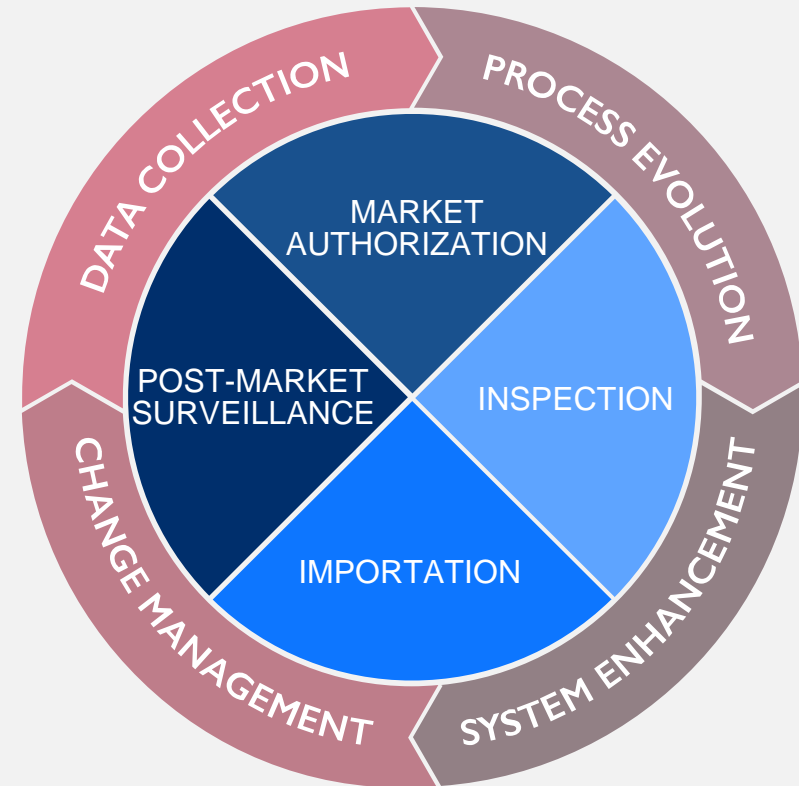 DATA COLLECTION
PROCESS EVOLUTION
MARKET
AUTHORIZATION
POST-MARKET
SURVEILLANCE
INSPECTION
IMPORTATION
CHANGE MANAGEMENT
SYSTEM ENHANCEMENT